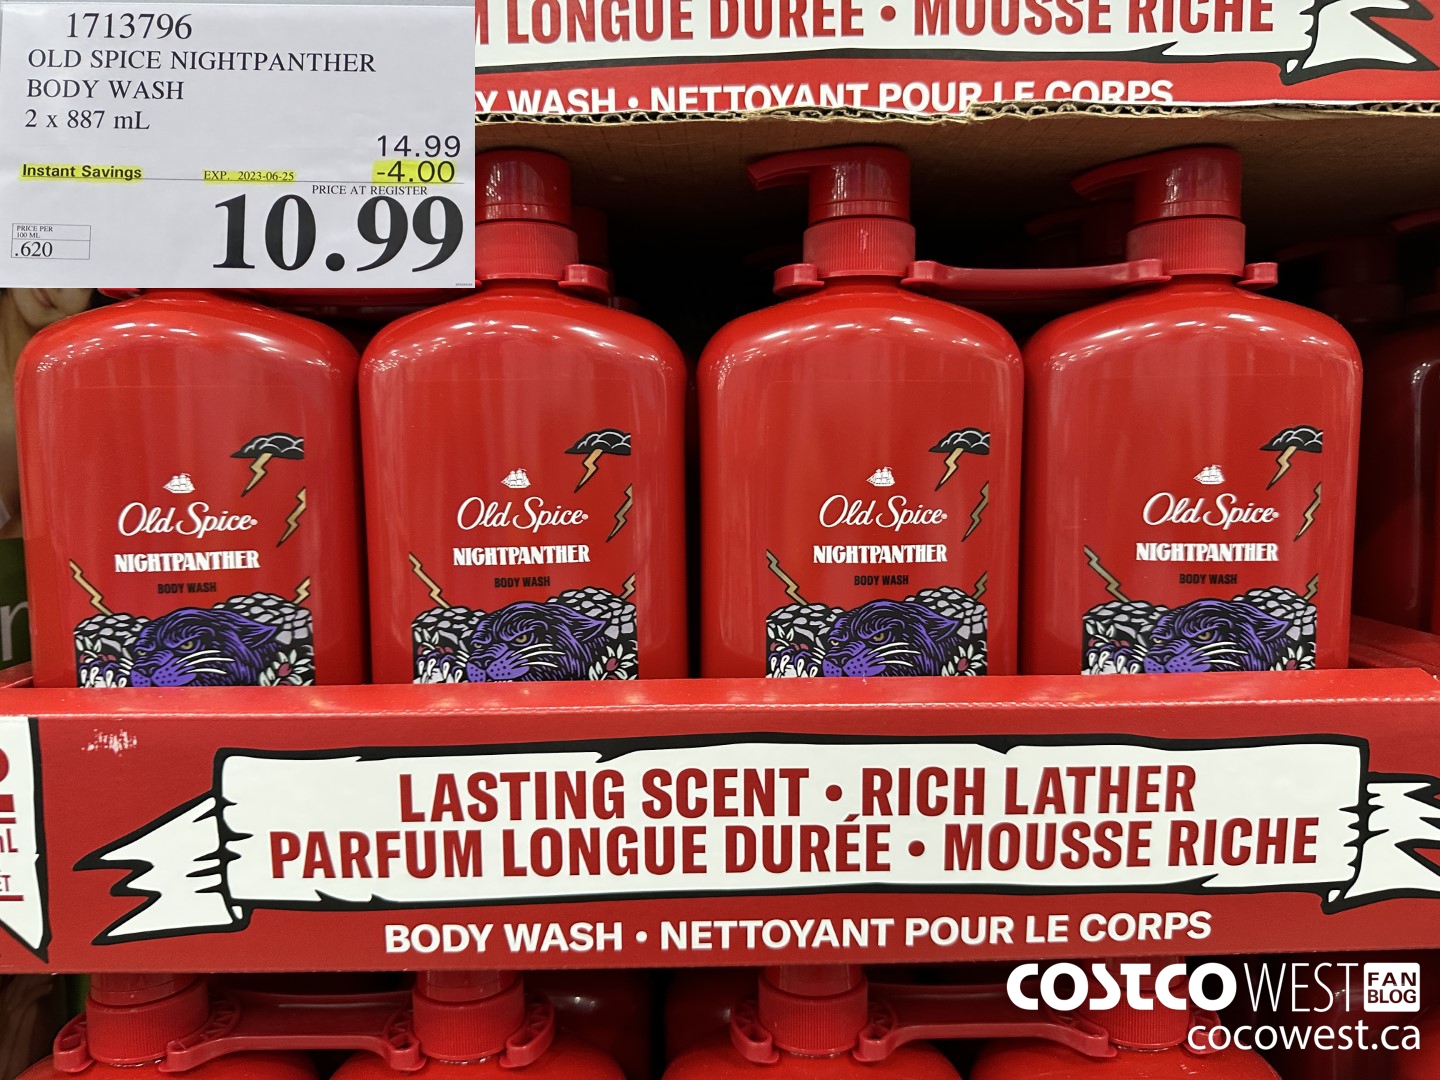 1713796
OLD SPICE NIGHTPANTHER
BODY WASH
2 x 887 mL
14.99
Instant Savings EXP. 2023-06-25 -4.00
PRICE AT REGISTER
10.99
PRICE PER
100 ML
.620
LONGUE DURÉE • MOUSSE RICHE
WASH • NETTOYANT POUR LE CORPS
Old Spice
NIGHTPANTHER
BODY WASH
Old Spice
NIGHTPANTHER
BODY WASH
Old Spice
NIGHTPANTHER
BODY WASH
Old Spice
NIGHTPANTHER
BODY WASH
LASTING SCENT • RICH LATHER
PARFUM LONGUE DURÉE • MOUSSE RICHE
BODY WASH • NETTOYANT POUR LE CORPS
COSTCO WEST FAN BLOG
cocowest.ca